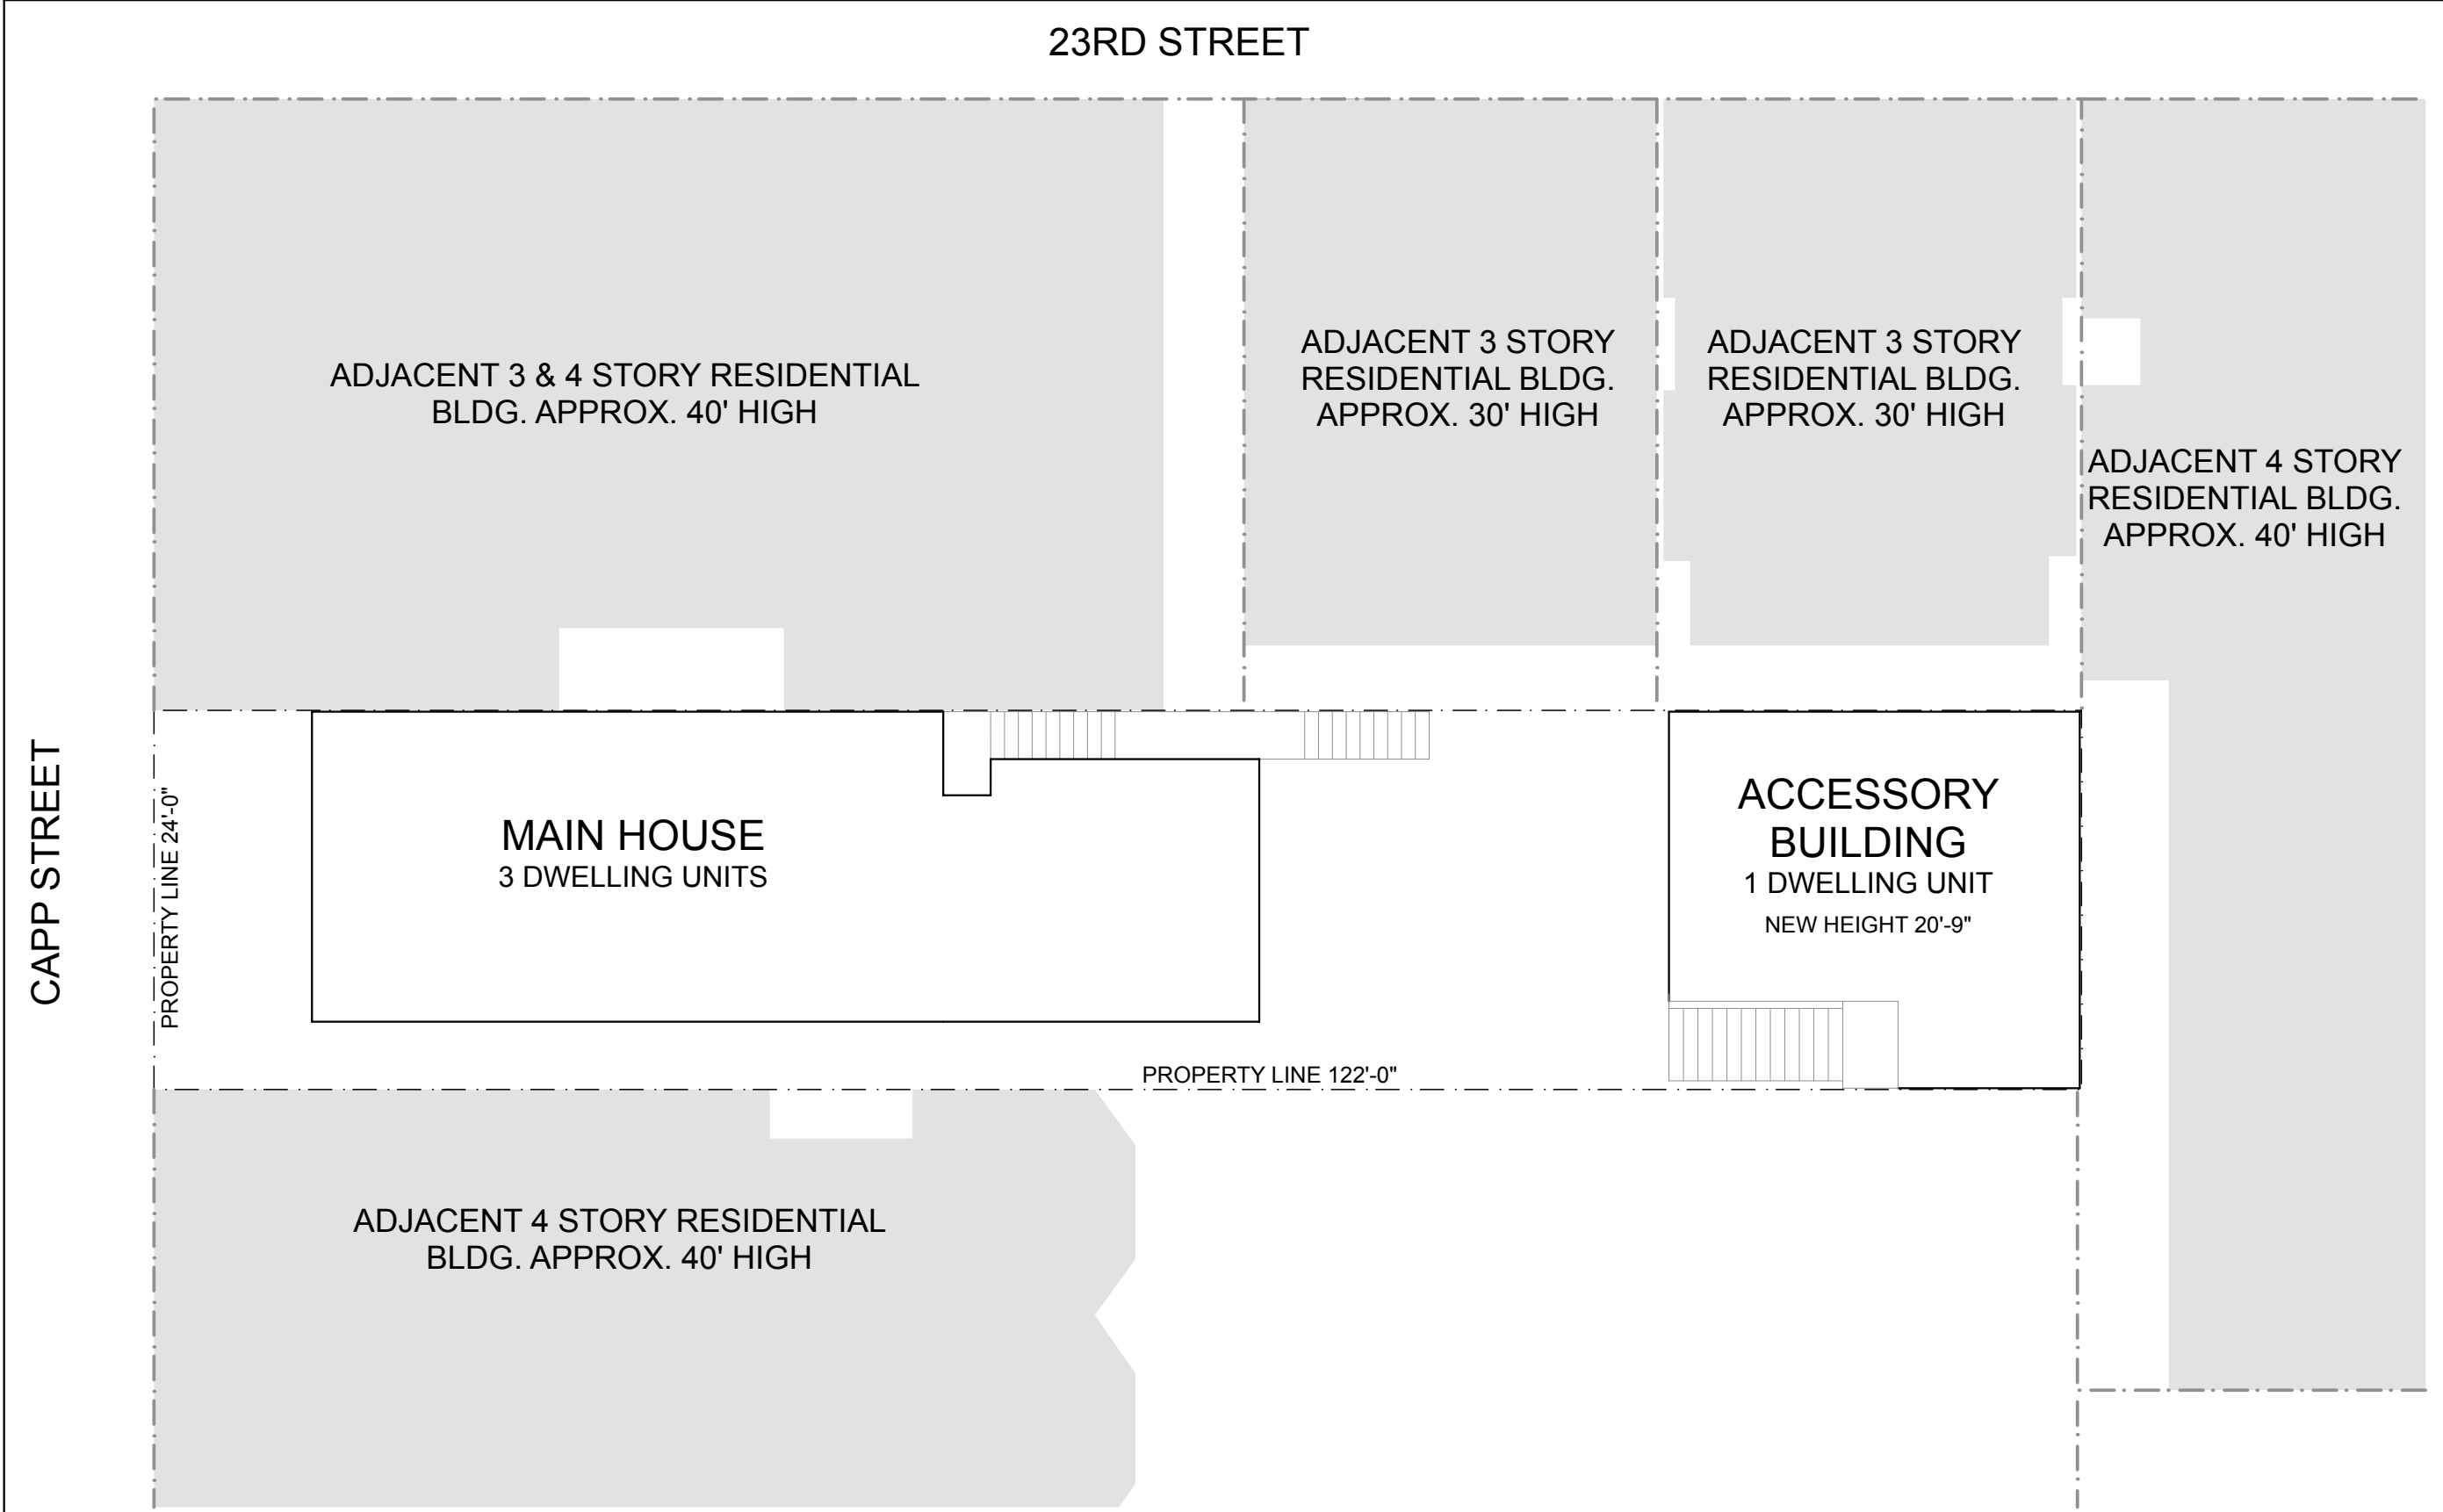 23RD STREET
ADJACENT 3 & 4 STORY RESIDENTIAL
BLDG. APPROX. 40' HIGH
ADJACENT 3 STORY
RESIDENTIAL BLDG.
APPROX. 30' HIGH
ADJACENT 3 STORY
RESIDENTIAL BLDG.
APPROX. 30' HIGH
ADJACENT 4 STORY
RESIDENTIAL BLDG.
APPROX. 40' HIGH
CAPP STREET
PROPERTY LINE 24'-0"
MAIN HOUSE
3 DWELLING UNITS
ACCESSORY
BUILDING
1 DWELLING UNIT
NEW HEIGHT 20'-9"
PROPERTY LINE 122'-0"
ADJACENT 4 STORY RESIDENTIAL
BLDG. APPROX. 40' HIGH